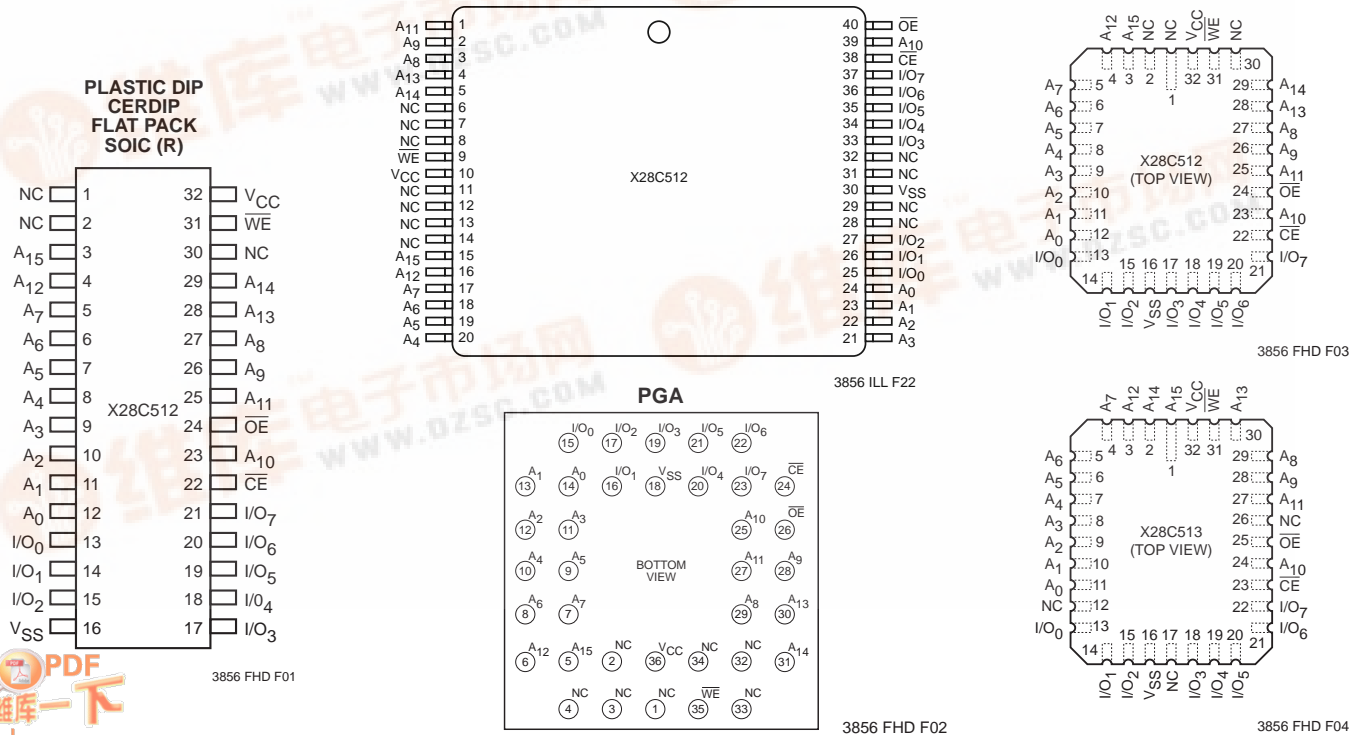 PLASTIC DIP
CERDIP
FLAT PACK
SOIC (R)
NC 1 32 VCC
NC 2 31 WE
A15 3 30 NC
A12 4 29 A14
A7 5 28 A13
A6 6 27 A8
A5 7 26 A9
A4 8 25 A11
X28C512
A3 9 24 OE
A2 10 23 A10
A1 11 22 CE
A0 12 21 I/O7
I/O0 13 20 I/O6
I/O1 14 19 I/O5
I/O2 15 18 I/04
VSS 16 17 I/O3
3856 FHD F01
A11 1 40 OE
A9 2 39 A10
A8 3 38 CE
A13 4 37 I/O7
A14 5 36 I/O6
NC 6 35 I/O5
NC 7 34 I/O4
NC 8 33 I/O3
WE 9 32 NC
VCC 10 31 NC
X28C512
NC 11 30 VSS
NC 12 29 NC
NC 13 28 NC
NC 14 27 I/O2
A15 15 26 I/O1
A12 16 25 I/O0
A7 17 24 A0
A6 18 23 A1
A5 19 22 A2
A4 20 21 A3
3856 ILL F22
PGA
I/O0 I/O2 I/O3 I/O5 I/O6
15 17 19 21 22
A1 A0 I/O1 VSS I/O4 I/O7 CE
13 14 16 18 20 23 24
A2 A3 A10 OE
12 11 25 26
A4 A5 A11 A9
10 9 27 28
BOTTOM
VIEW
A6 A7 A8 A13
8 7 29 30
A12 A15 NC VCC NC NC A14
6 5 2 36 34 32 31
NC NC NC WE NC
4 3 1 35 33
3856 FHD F02
A12 A15 NC NC VCC WE NC
4 3 2 1 32 31 30
A7 5 29 A14
A6 6 28 A13
A5 7 27 A8
A4 8 26 A9
A3 9 25 A11
A2 10 24 OE
A1 11 23 A10
A0 12 22 CE
I/O0 13 21 I/O7
X28C512
(TOP VIEW)
14 15 16 17 18 19 20
I/O1 I/O2 VSS I/O3 I/O4 I/O5 I/O6
3856 FHD F03
A7 A12 A14 A15 VCC WE A13
4 3 2 1 32 31 30
A6 5 29 A8
A5 6 28 A9
A4 7 27 A11
A3 8 26 NC
A2 9 25 OE
A1 10 24 A10
A0 11 23 CE
NC 12 22 I/O7
I/O0 13 21 I/O6
X28C513
(TOP VIEW)
14 15 16 17 18 19 20
I/O1 I/O2 VSS NC I/O3 I/O4 I/O5
3856 FHD F04
维库电子市场网
WWW.DZSC.COM
PDF
维库一下